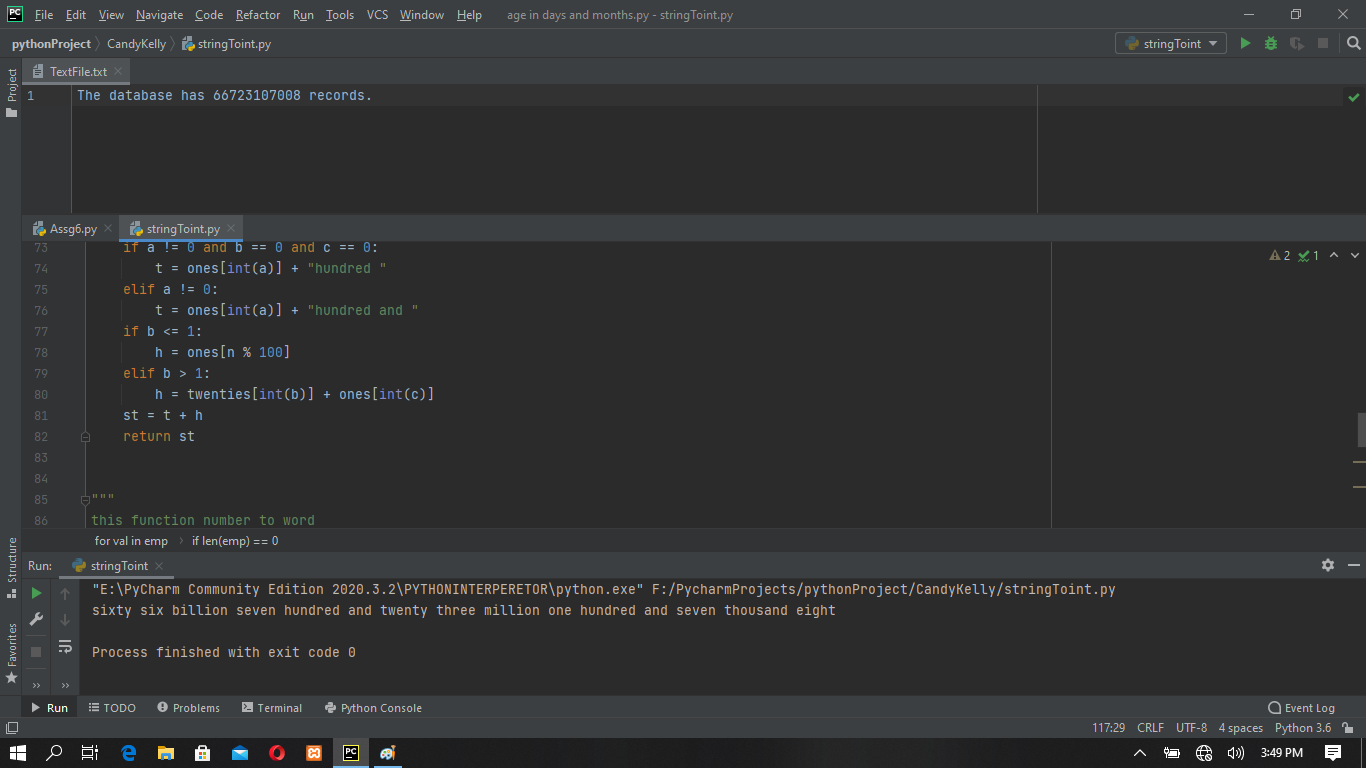 PC File Edit View Navigate Code Refactor Run Tools VCS Window Help age in days and months.py - stringToint.py
pythonProject CandyKelly stringToint.py stringToint
Project
TextFile.txt
1 The database has 66723107008 records.
Assg6.py stringToint.py
73 if a != 0 and b == 0 and c == 0:
2 1
74 t = ones[int(a)] + "hundred "
75 elif a != 0:
76 t = ones[int(a)] + "hundred and "
77 if b <= 1:
78 h = ones[n % 100]
79 elif b > 1:
80 h = twenties[int(b)] + ones[int(c)]
81 st = t + h
82 return st
83
84
85 """
86 this function number to word
for val in emp › if len(emp) == 0
Structure
Run: stringToint
"E:\PyCharm Community Edition 2020.3.2\PYTHONINTERPERETOR\python.exe" F:/PycharmProjects/pythonProject/CandyKelly/stringToint.py
sixty six billion seven hundred and twenty three million one hundred and seven thousand eight
Process finished with exit code 0
Favorites
Run TODO Problems Terminal Python Console Event Log
117:29 CRLF UTF-8 4 spaces Python 3.6
PC 3:49 PM